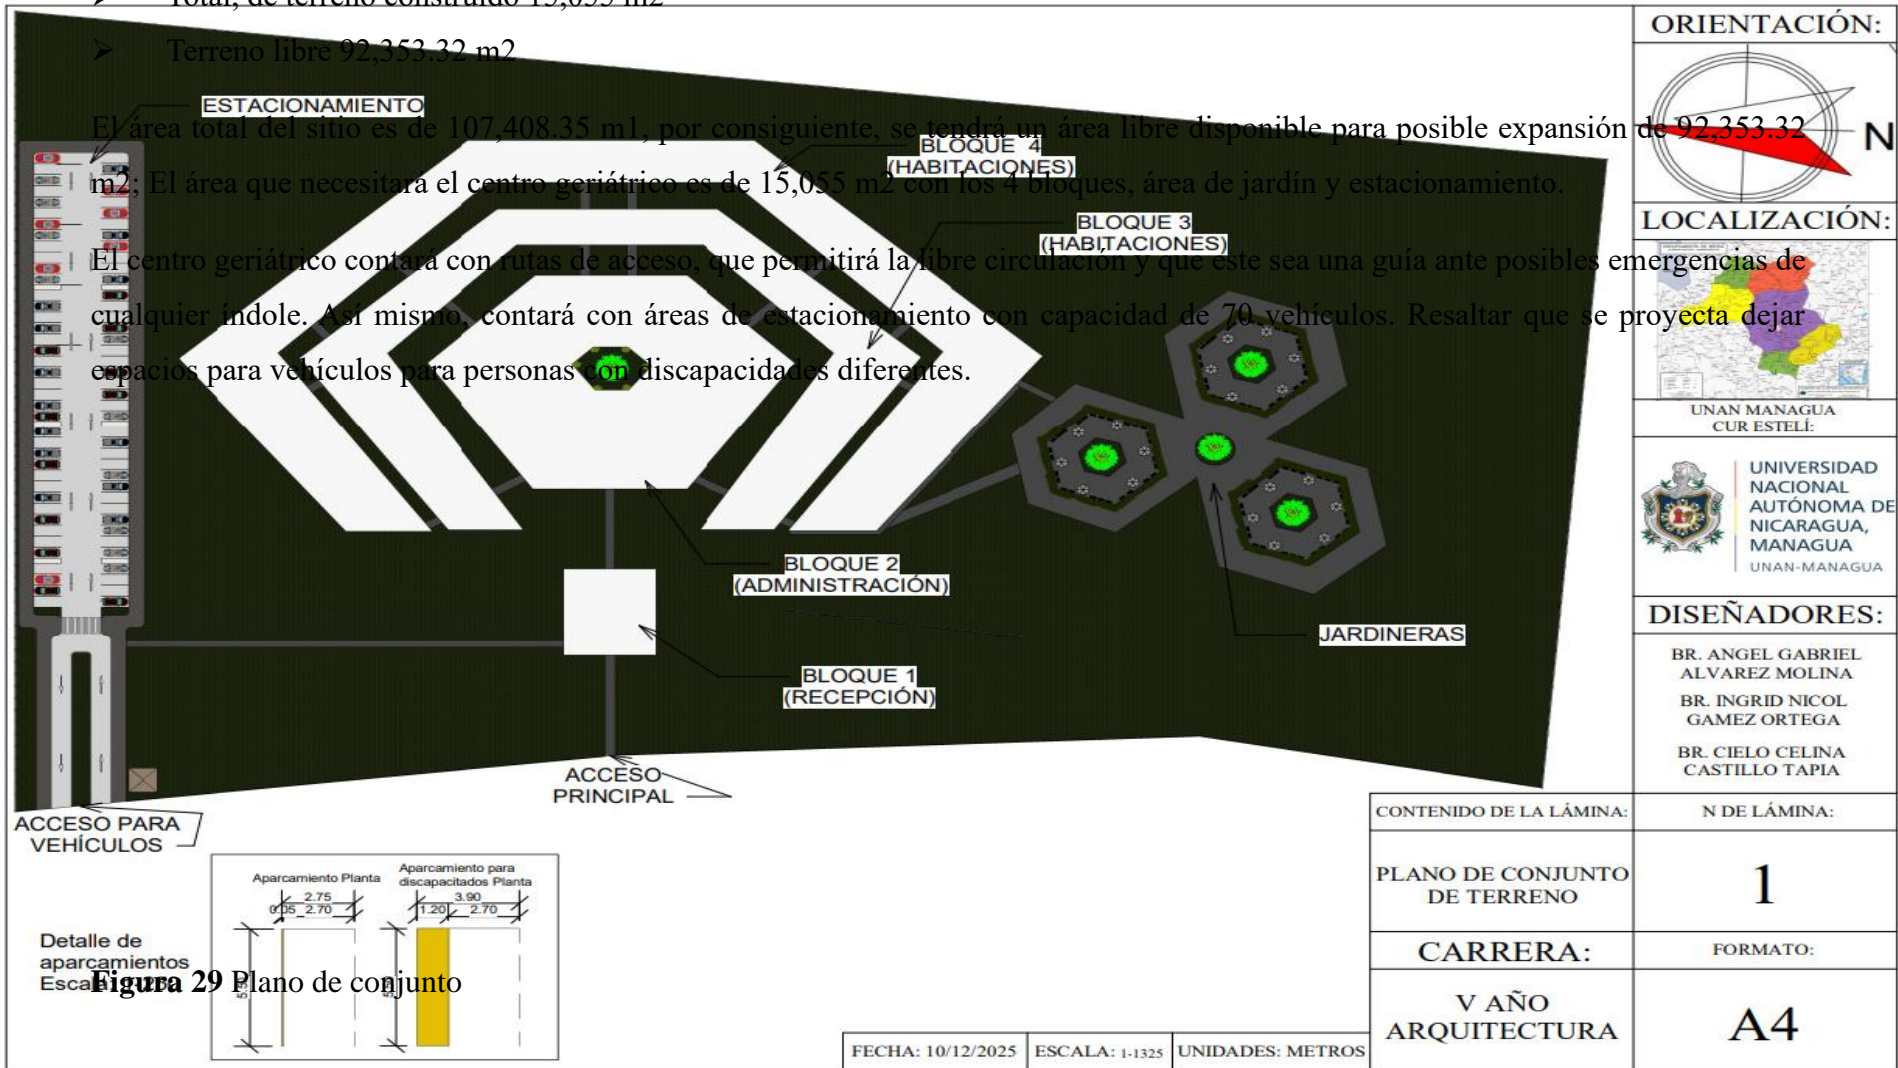 ➤ Total, de terreno construido 15,055 m2
➤ Terreno libre 92,353.32 m2
El área total del sitio es de 107,408.35 m1, por consiguiente, se tendrá un área libre disponible para posible expansión de 92,353.32
m2; El área que necesitará el centro geriátrico es de 15,055 m2 con los 4 bloques, área de jardín y estacionamiento.
El centro geriátrico contará con rutas de acceso, que permitirá la libre circulación y que este sea una guía ante posibles emergencias de
cualquier índole. Así mismo, contará con áreas de estacionamiento con capacidad de 70 vehículos. Resaltar que se proyecta dejar
espacios para vehículos para personas con discapacidades diferentes.
ESTACIONAMIENTO
BLOQUE 4
(HABITACIONES)
BLOQUE 3
(HABITACIONES)
BLOQUE 2
(ADMINISTRACIÓN)
JARDINERAS
BLOQUE 1
(RECEPCIÓN)
ACCESO
PRINCIPAL
ACCESO PARA
VEHÍCULOS
Aparcamiento Planta
2.75
0.05 2.70
5.50
Aparcamiento para
discapacitados Planta
3.90
1.20 2.70
5.50
Detalle de
aparcamientos
Escala
Figura 29 Plano de conjunto
ORIENTACIÓN:
N
LOCALIZACIÓN:
UNAN MANAGUA
CUR ESTELÍ:
UNIVERSIDAD
NACIONAL
AUTÓNOMA DE
NICARAGUA,
MANAGUA
UNAN-MANAGUA
DISEÑADORES:
BR. ANGEL GABRIEL
ALVAREZ MOLINA
BR. INGRID NICOL
GAMEZ ORTEGA
BR. CIELO CELINA
CASTILLO TAPIA
CONTENIDO DE LA LÁMINA:
PLANO DE CONJUNTO
DE TERRENO
N DE LÁMINA:
1
CARRERA:
V AÑO
ARQUITECTURA
FORMATO:
A4
FECHA: 10/12/2025
ESCALA: 1-1325
UNIDADES: METROS